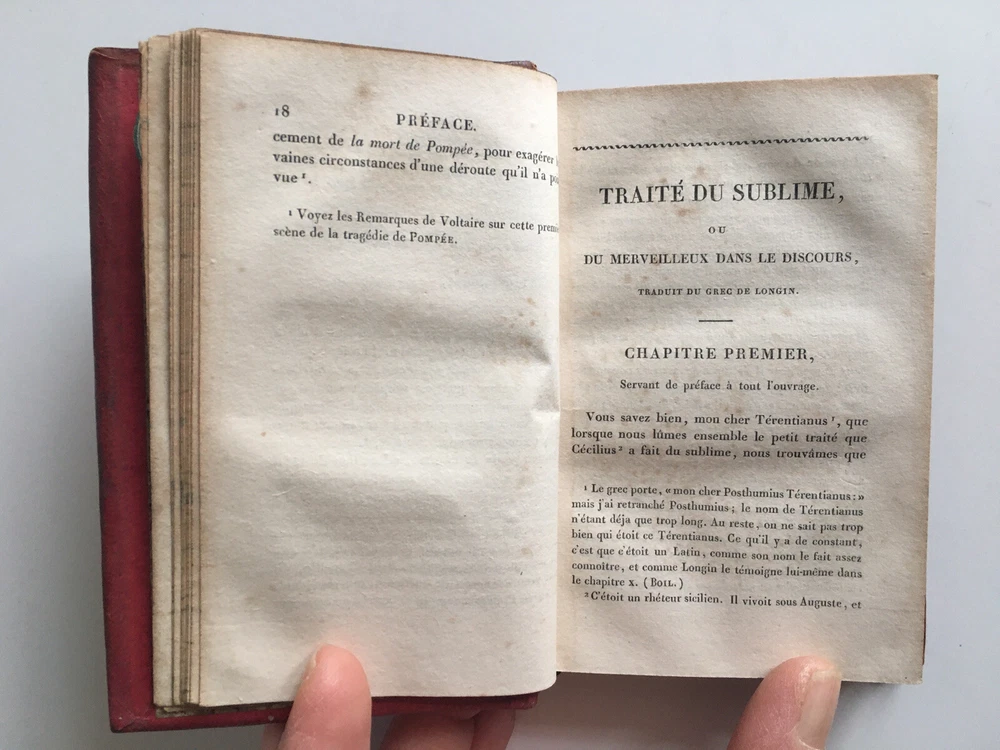 18
PRÉFACE.
cement de la mort de Pompée, pour exagérer
vaines circonstances d'une déroute qu'il n'a
vue ¹.
¹ Voyez les Remarques de Voltaire sur cette
scène de la tragédie de POMPÉE.
TRAITÉ DU SUBLIME,
OU
DU MERVEILLEUX DANS LE DISCOURS,
TRADUIT DU GREC DE LONGIN.
CHAPITRE PREMIER,
Servant de préface à tout l'ouvrage.
Vous savez bien, mon cher Térentianus ¹, que
lorsque nous lûmes ensemble le petit traité que
Cécilius ² a fait du sublime, nous trouvâmes que
¹ Le grec porte, « mon cher Posthumius Térentianus: »
mais j'ai retranché Posthumius; le nom de Térentianus
n'étant déja que trop long. Au reste, on ne sait pas trop
bien qui étoit ce Térentianus. Ce qu'il y a de constant,
c'est que c'étoit un Latin, comme son nom le fait assez
connoître, et comme Longin le témoigne lui-même dans
le chapitre X. (BOIL.)
² C'étoit un rhéteur sicilien. Il vivoit sous Auguste, et